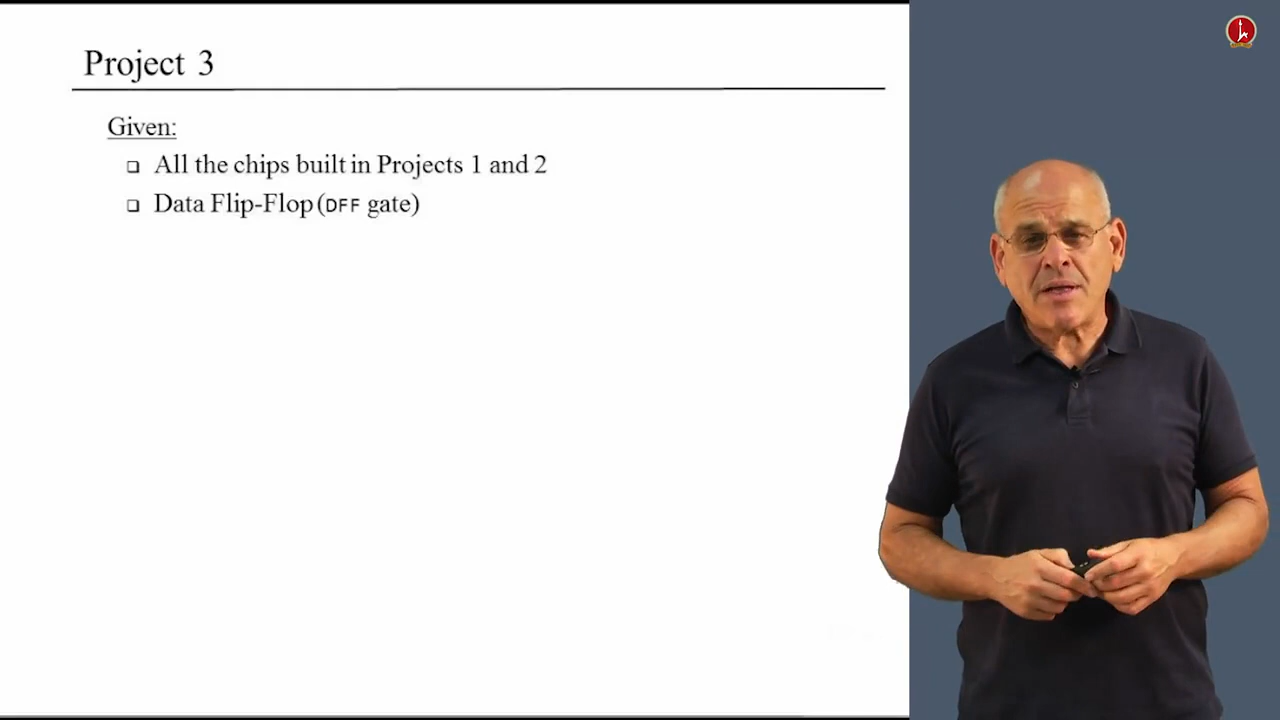 Project 3
Given:
All the chips built in Projects 1 and 2
Data Flip-Flop (DFF gate)